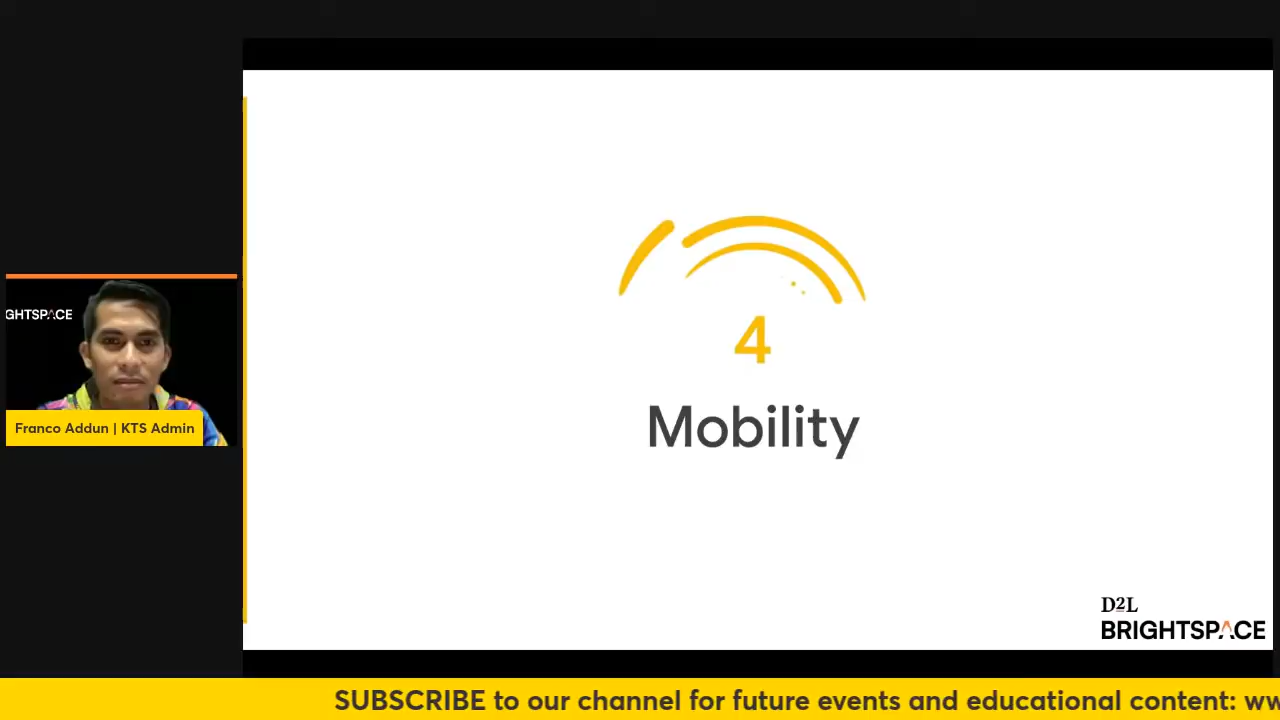 GHTSPACE
Franco Addun | KTS Admin
4
Mobility
D2L
BRIGHTSPACE
SUBSCRIBE to our channel for future events and educational content: ww